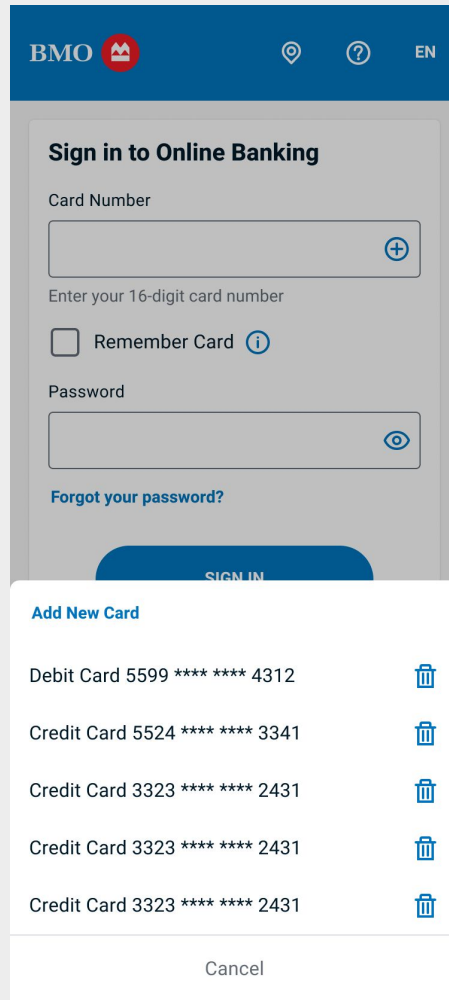 BMO EN
Sign in to Online Banking
Card Number
Enter your 16-digit card number
Remember Card
Password
Forgot your password?
SIGN IN
Add New Card
Debit Card 5599 **** **** 4312
Credit Card 5524 **** **** 3341
Credit Card 3323 **** **** 2431
Credit Card 3323 **** **** 2431
Credit Card 3323 **** **** 2431
Cancel